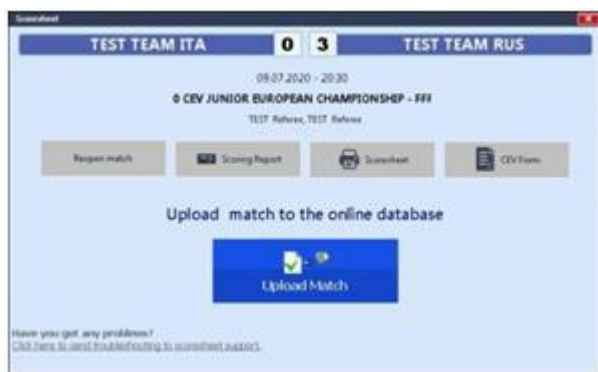 Scoresheet
TEST TEAM ITA 0 3 TEST TEAM RUS
09.07.2020 - 20:30
0 CEV JUNIOR EUROPEAN CHAMPIONSHIP - FFF
TEST Referee, TEST Referee
Reopen match Scoring Report Scoresheet CEV Form
Upload match to the online database
Upload Match
Have you got any problems?
Click here to send troubleshooting to scoresheet support.